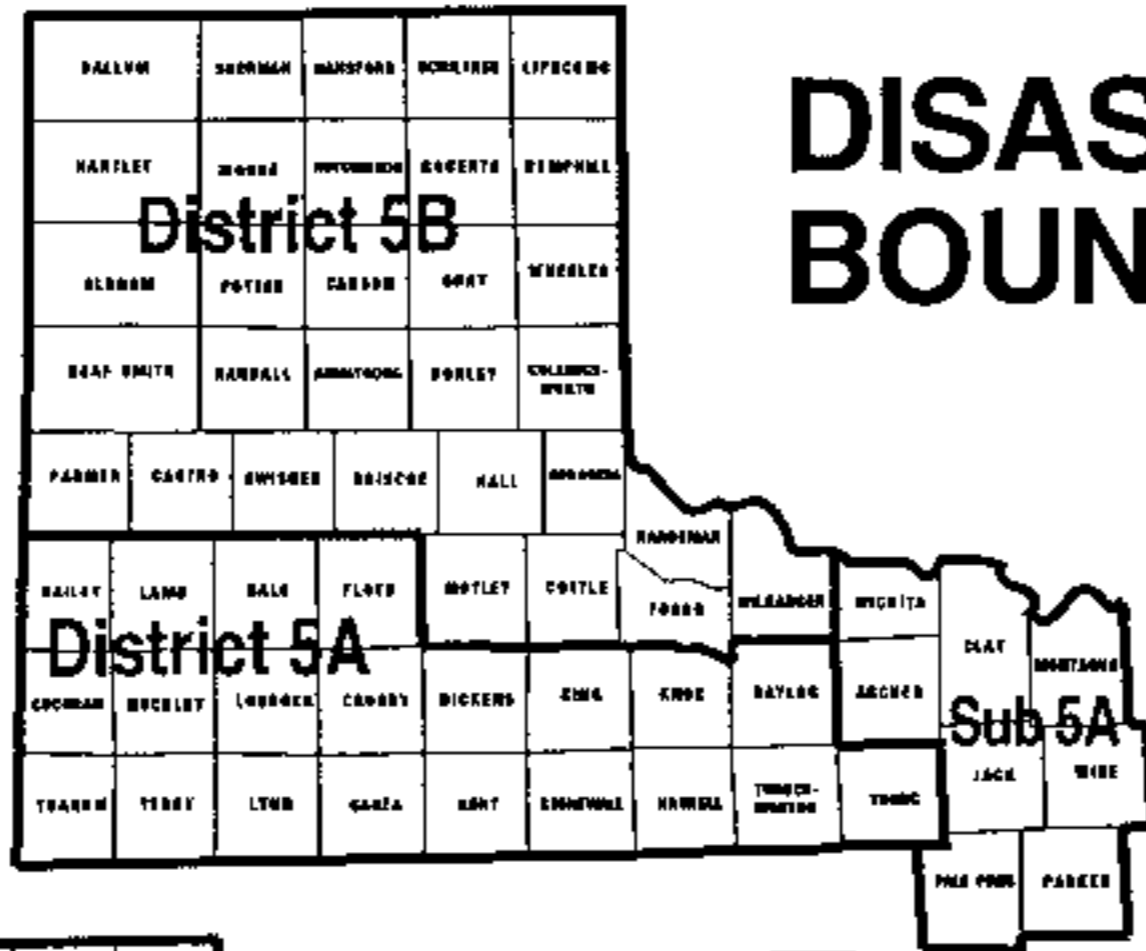 DISAS
BOUN
DALLAM SHERMAN HANSFORD OCHILTREE LIPSCOMB
HARTLEY MOORE HUTCHINSON ROBERTS HEMPHILL
District 5B
OLDHAM POTTER CARSON GRAY WHEELER
DEAF SMITH RANDALL ARMSTRONG DONLEY COLLINGS-
WORTH
PARMER CASTRO SWISHER BRISCOE HALL CHILDRESS
HARDEMAN
BAILEY LAMB HALE FLOYD MOTLEY COTTLE FOARD WILBARGER WICHITA
CLAY
MONTAGUE
District 5A
COCHRAN HOCKLEY LUBBOCK CROSBY DICKENS KING KNOX BAYLOR ARCHER
Sub 5A
JACK WISE
YOAKUM TERRY LYNN GARZA KENT STONEWALL HASKELL THROCK-
MORTON YOUNG
PALO PINTO PARKER